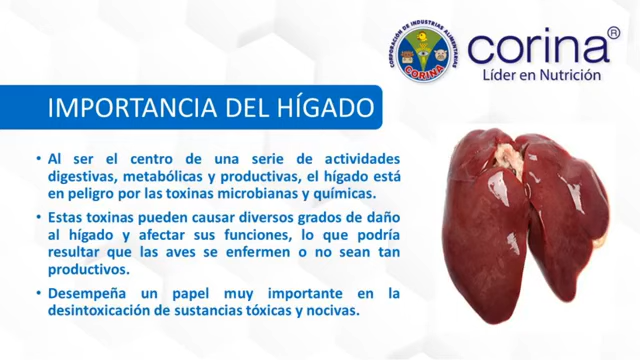 CORPORACIÓN DE INDUSTRIAS ALIMENTARIAS
CORINA
corina®
Líder en Nutrición
IMPORTANCIA DEL HÍGADO
• Al ser el centro de una serie de actividades
digestivas, metabólicas y productivas, el hígado está
en peligro por las toxinas microbianas y químicas.
• Estas toxinas pueden causar diversos grados de daño
al hígado y afectar sus funciones, lo que podría
resultar que las aves se enfermen o no sean tan
productivos.
• Desempeña un papel muy importante en la
desintoxicación de sustancias tóxicas y nocivas.